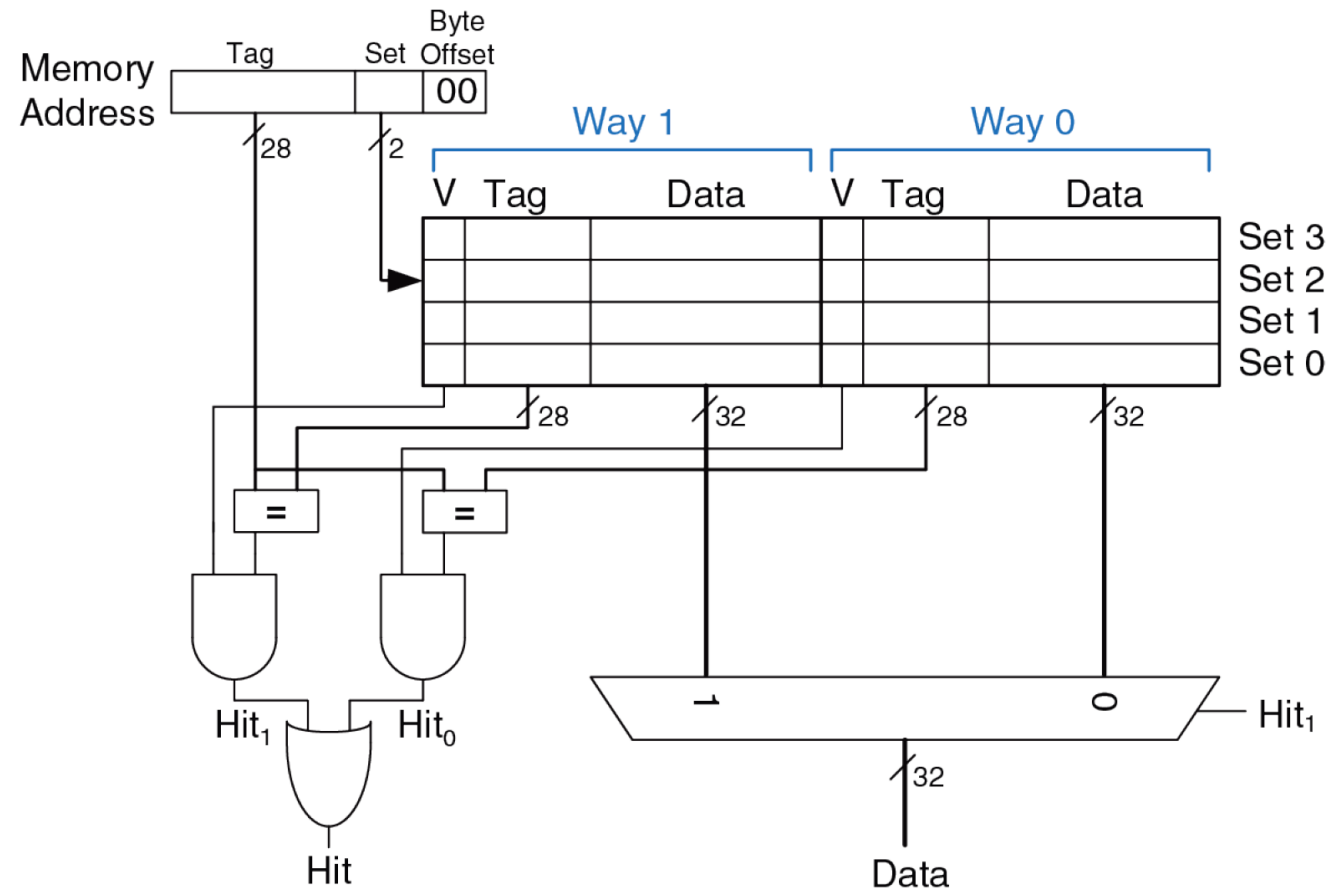 Memory Address
Tag
Set
Byte Offset
00
28
2
Way 1
Way 0
V Tag Data V Tag Data
Set 3
Set 2
Set 1
Set 0
28
32
28
32
=
=
1
0
Hit1
Hit0
Hit1
32
Hit
Data